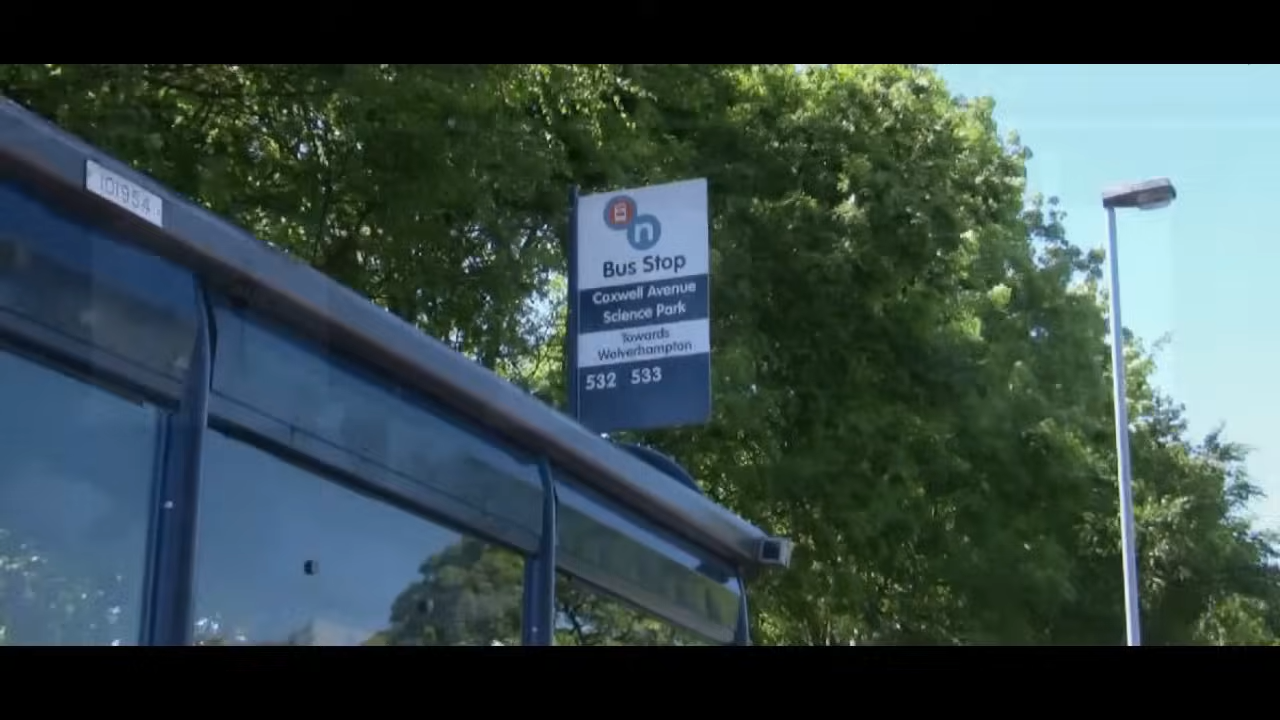 101954
n
Bus Stop
Coxwell Avenue
Science Park
Towards
Wolverhampton
532 533